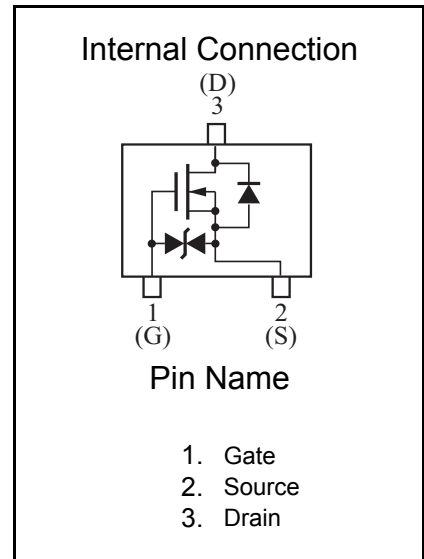 Internal Connection
(D)
3
1
2
(G)
(S)
Pin Name
1. Gate
2. Source
3. Drain